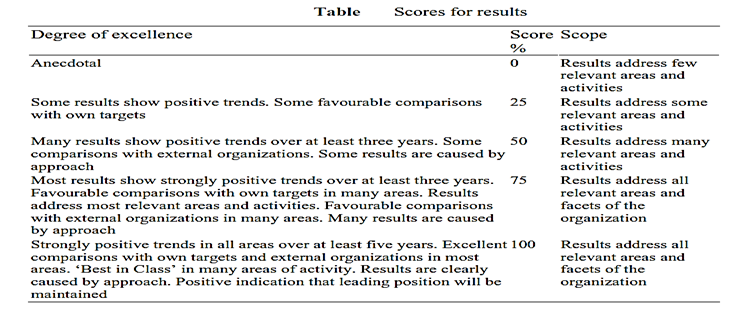 Table Scores for results
Degree of excellence Score Scope
%
Anecdotal 0 Results address few
relevant areas and
activities
Some results show positive trends. Some favourable comparisons 25 Results address some
with own targets relevant areas and
activities
Many results show positive trends over at least three years. Some 50 Results address many
comparisons with external organizations. Some results are caused by relevant areas and
approach activities
Most results show strongly positive trends over at least three years. 75 Results address all
Favourable comparisons with own targets in many areas. Results relevant areas and
address most relevant areas and activities. Favourable comparisons facets of the
with external organizations in many areas. Many results are caused organization
by approach
Strongly positive trends in all areas over at least five years. Excellent 100 Results address all
comparisons with own targets and external organizations in most relevant areas and
areas. ‘Best in Class’ in many areas of activity. Results are clearly facets of the
caused by approach. Positive indication that leading position will be organization
maintained